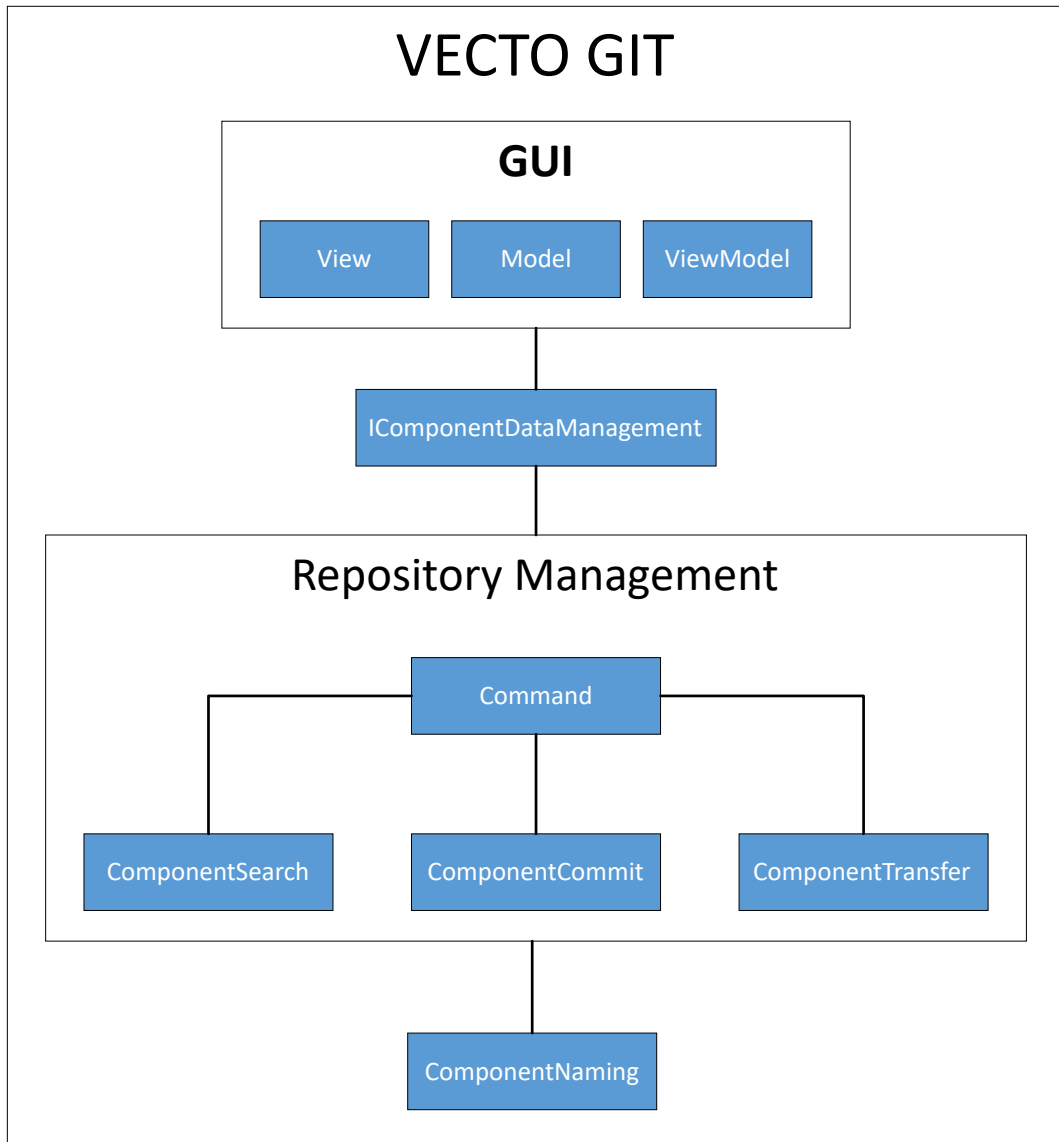 VECTO GIT
GUI
View
Model
ViewModel
IComponentDataManagement
Repository Management
Command
ComponentSearch
ComponentCommit
ComponentTransfer
ComponentNaming